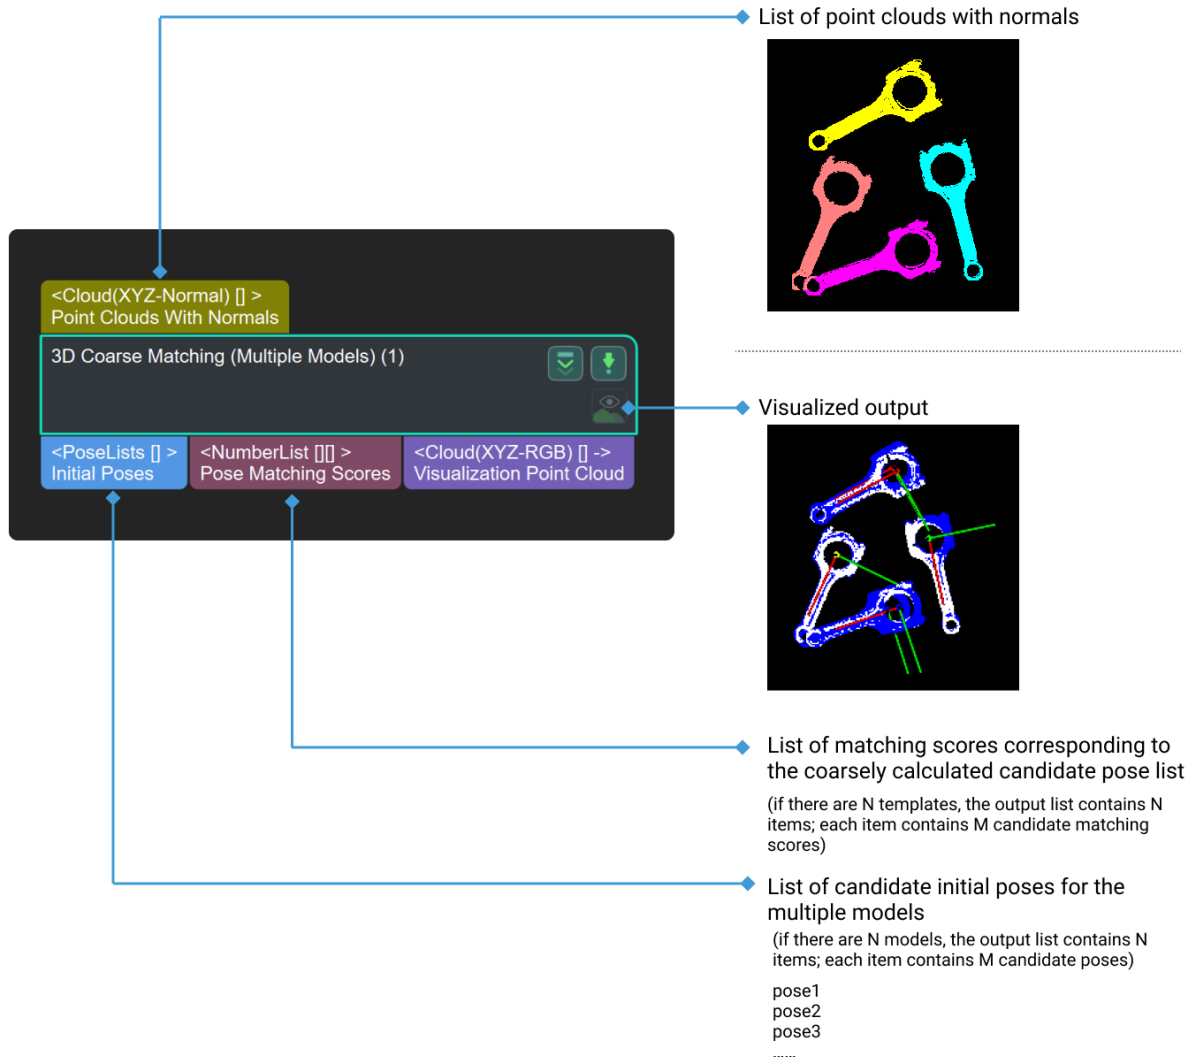 List of point clouds with normals
<Cloud(XYZ-Normal) [] >
Point Clouds With Normals
3D Coarse Matching (Multiple Models) (1)
<PoseLists [] >
Initial Poses
<NumberList [][] >
Pose Matching Scores
<Cloud(XYZ-RGB) [] ->
Visualization Point Cloud
Visualized output
List of matching scores corresponding to
the coarsely calculated candidate pose list
(if there are N templates, the output list contains N
items; each item contains M candidate matching
scores)
List of candidate initial poses for the
multiple models
(if there are N models, the output list contains N
items; each item contains M candidate poses)
pose1
pose2
pose3
......